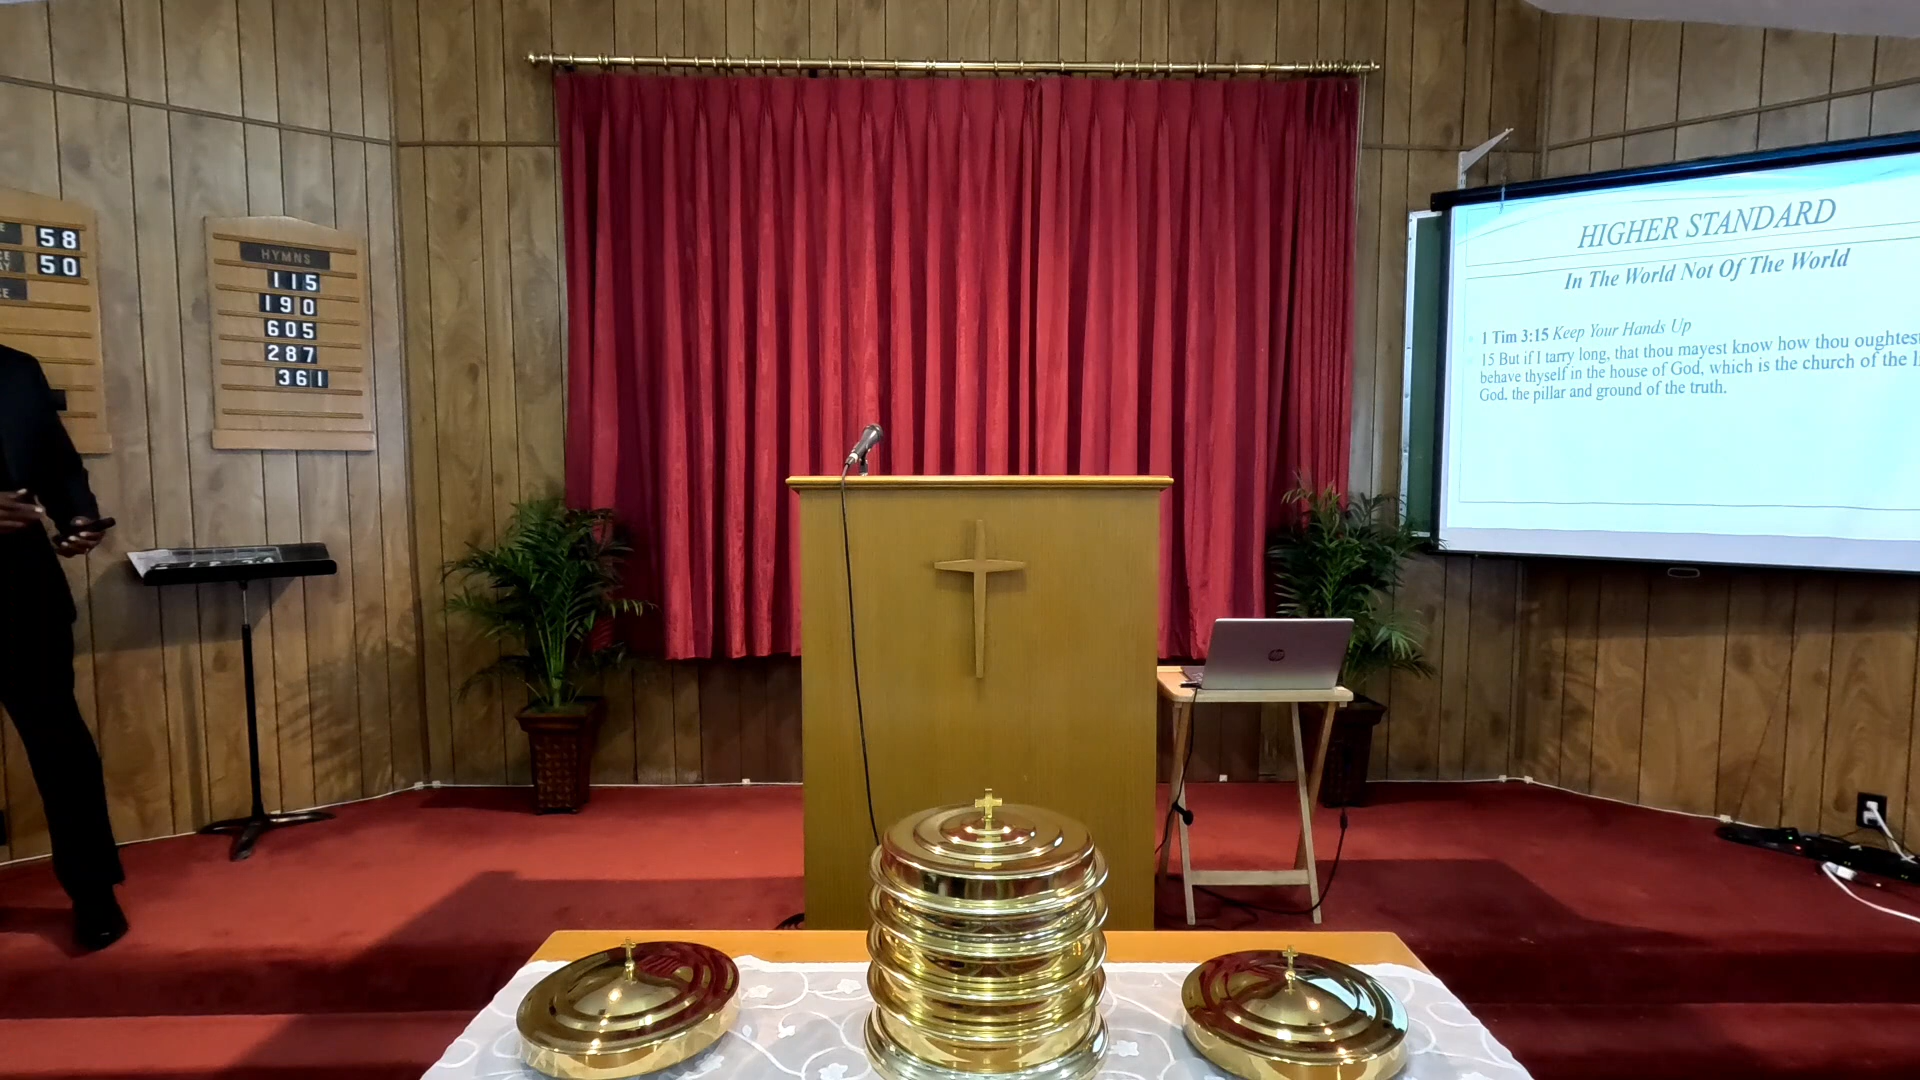 58
50
HYMNS
115
190
605
287
361
HIGHER STANDARD
In The World Not Of The World
1 Tim 3:15 Keep Your Hands Up
15 But if I tarry long, that thou mayest know how thou oughtest
behave thyself in the house of God, which is the church of the
God, the pillar and ground of the truth.
hp